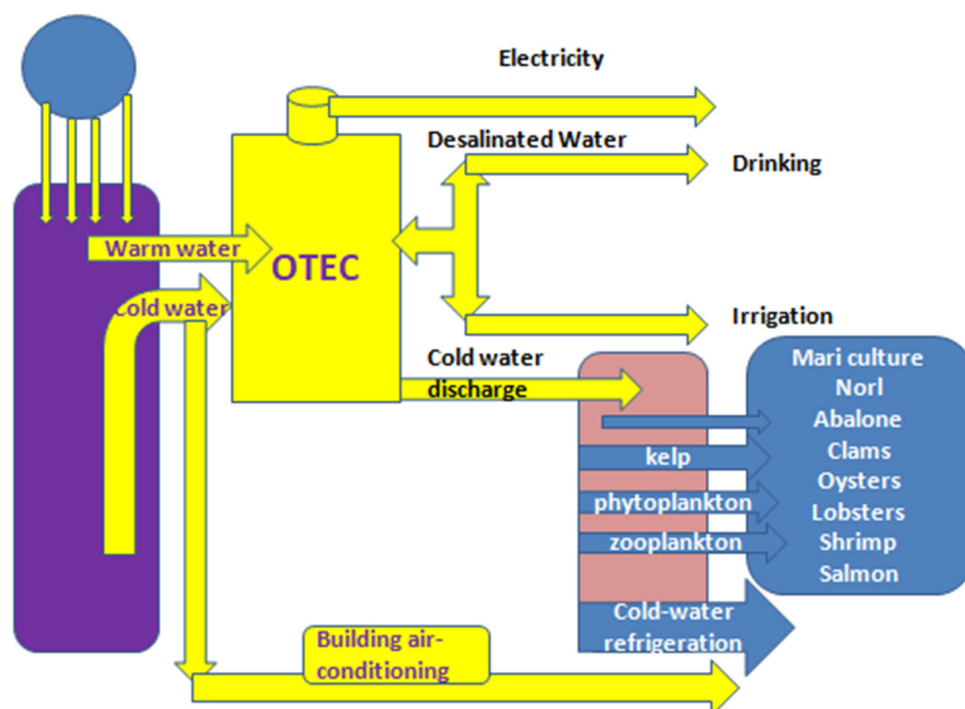 Electricity
Desalinated Water
Drinking
Warm water
OTEC
Cold water
Irrigation
Cold water
discharge
Mari culture
Norl
Abalone
kelp
Clams
Oysters
phytoplankton
Lobsters
zooplankton
Shrimp
Salmon
Cold-water
refrigeration
Building air-
conditioning